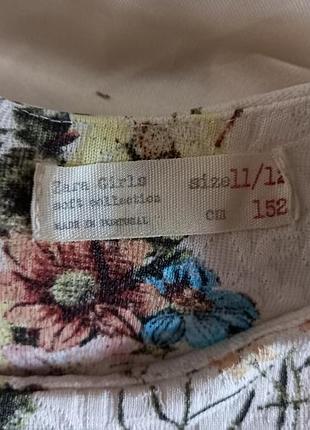 Zara Girls size 11/12
soft collection
MADE IN PORTUGAL CM 152